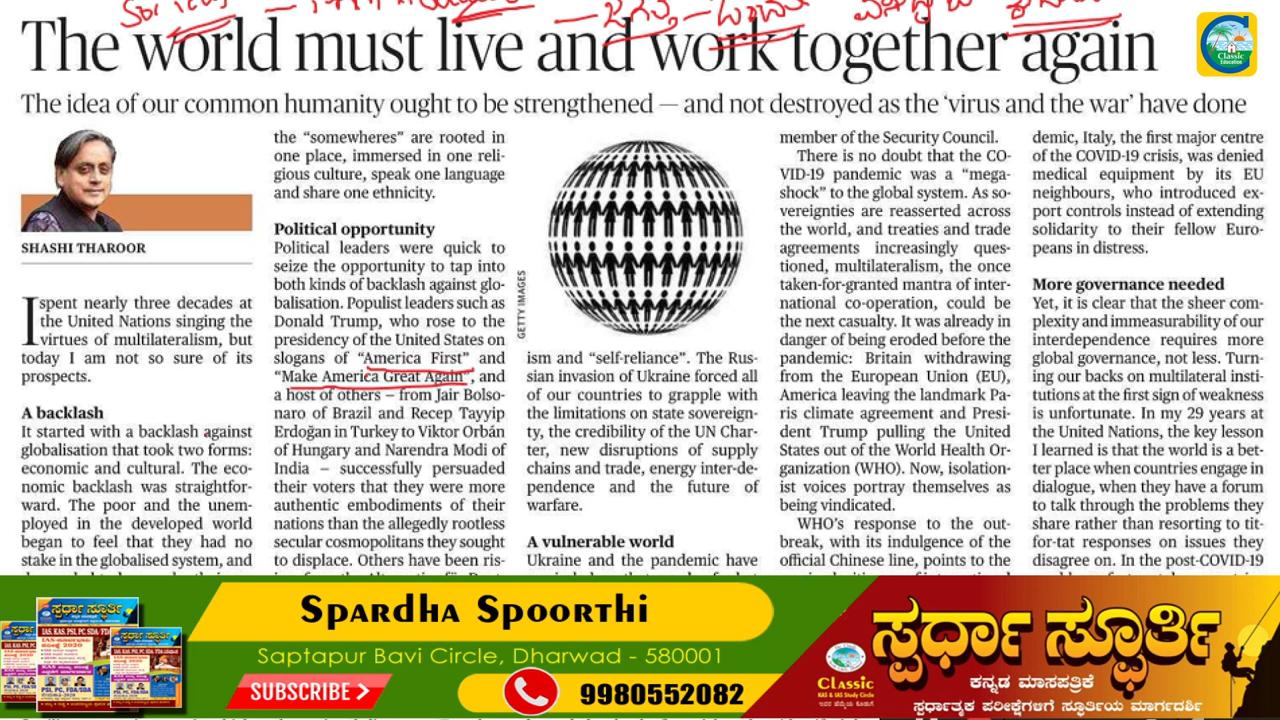 The world must live and work together again
The idea of our common humanity ought to be strengthened — and not destroyed as the ‘virus and the war’ have done
SHASHI THAROOR
I spent nearly three decades at
the United Nations singing the
virtues of multilateralism, but
today I am not so sure of its
prospects.
A backlash
It started with a backlash against
globalisation that took two forms:
economic and cultural. The eco-
nomic backlash was straightfor-
ward. The poor and the unem-
ployed in the developed world
began to feel that they had no
stake in the globalised system, and
the “somewheres” are rooted in
one place, immersed in one reli-
gious culture, speak one language
and share one ethnicity.
Political opportunity
Political leaders were quick to
seize the opportunity to tap into
both kinds of backlash against glo-
balisation. Populist leaders such as
Donald Trump, who rose to the
presidency of the United States on
slogans of “America First” and
“Make America Great Again”, and
a host of others — from Jair Bolso-
naro of Brazil and Recep Tayyip
Erdoğan in Turkey to Viktor Orbán
of Hungary and Narendra Modi of
India — successfully persuaded
their voters that they were more
authentic embodiments of their
nations than the allegedly rootless
secular cosmopolitans they sought
to displace. Others have been ris-
GETTY IMAGES
ism and “self-reliance”. The Rus-
sian invasion of Ukraine forced all
of our countries to grapple with
the limitations on state sovereign-
ty, the credibility of the UN Char-
ter, new disruptions of supply
chains and trade, energy inter-de-
pendence and the future of
warfare.
A vulnerable world
Ukraine and the pandemic have
member of the Security Council.
There is no doubt that the CO-
VID-19 pandemic was a “mega-
shock” to the global system. As so-
vereignties are reasserted across
the world, and treaties and trade
agreements increasingly ques-
tioned, multilateralism, the once
taken-for-granted mantra of inter-
national co-operation, could be
the next casualty. It was already in
danger of being eroded before the
pandemic: Britain withdrawing
from the European Union (EU),
America leaving the landmark Pa-
ris climate agreement and Presi-
dent Trump pulling the United
States out of the World Health Or-
ganization (WHO). Now, isolation-
ist voices portray themselves as
being vindicated.
WHO’s response to the out-
break, with its indulgence of the
official Chinese line, points to the
demic, Italy, the first major centre
of the COVID-19 crisis, was denied
medical equipment by its EU
neighbours, who introduced ex-
port controls instead of extending
solidarity to their fellow Euro-
peans in distress.
More governance needed
Yet, it is clear that the sheer com-
plexity and immeasurability of our
interdependence requires more
global governance, not less. Turn-
ing our backs on multilateral insti-
tutions at the first sign of weakness
is unfortunate. In my 29 years at
the United Nations, the key lesson
I learned is that the world is a bet-
ter place when countries engage in
dialogue, when they have a forum
to talk through the problems they
share rather than resorting to tit-
for-tat responses on issues they
disagree on. In the post-COVID-19
Classic
Education
Spardha Spoorthi
Saptapur Bavi Circle, Dharwad - 580001
SUBSCRIBE
9980552082
ಸ್ಪರ್ಧಾ ಸ್ಫೂರ್ತಿ
ಕನ್ನಡ ಮಾಸಪತ್ರಿಕೆ
ಸ್ಪರ್ಧಾತ್ಮಕ ಪರೀಕ್ಷೆಗಳಿಗೆ ಸ್ಫೂರ್ತಿಯ ಮಾರ್ಗದರ್ಶಿ
Classic
KAS & IAS Study Circle